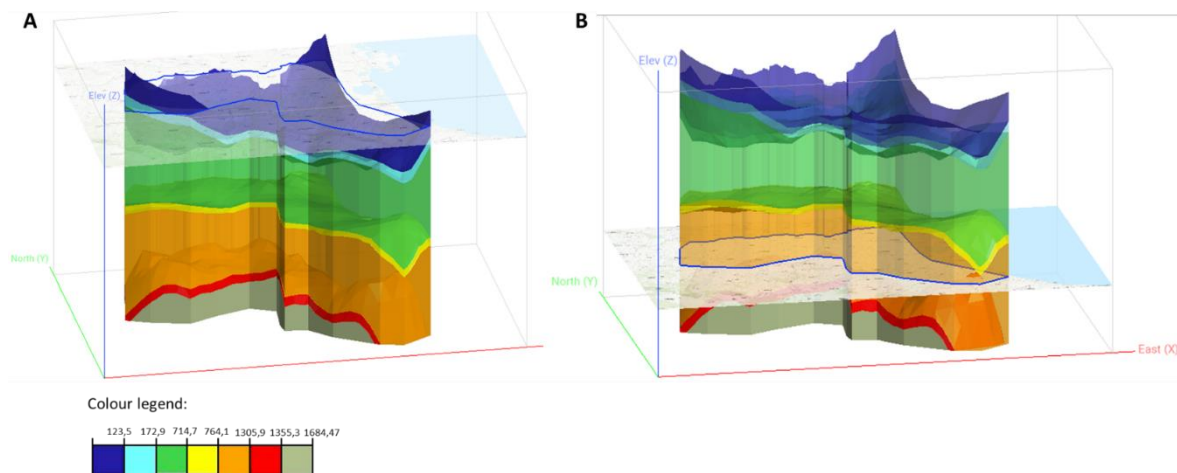 A
B
Elev (Z)
Elev (Z)
North (Y)
North (Y)
East (X)
Colour legend:
123,5 172,9 714,7 764,1 1305,9 1355,3 1684,47